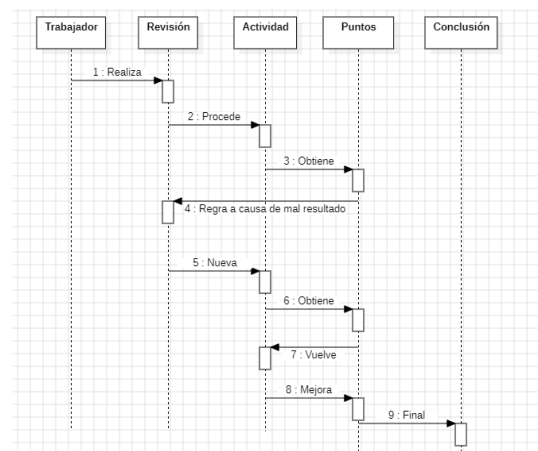 Trabajador
Revisión
Actividad
Puntos
Conclusión
1 : Realiza
2 : Procede
3 : Obtiene
4 : Regra a causa de mal resultado
5 : Nueva
6 : Obtiene
7 : Vuelve
8 : Mejora
9 : Final